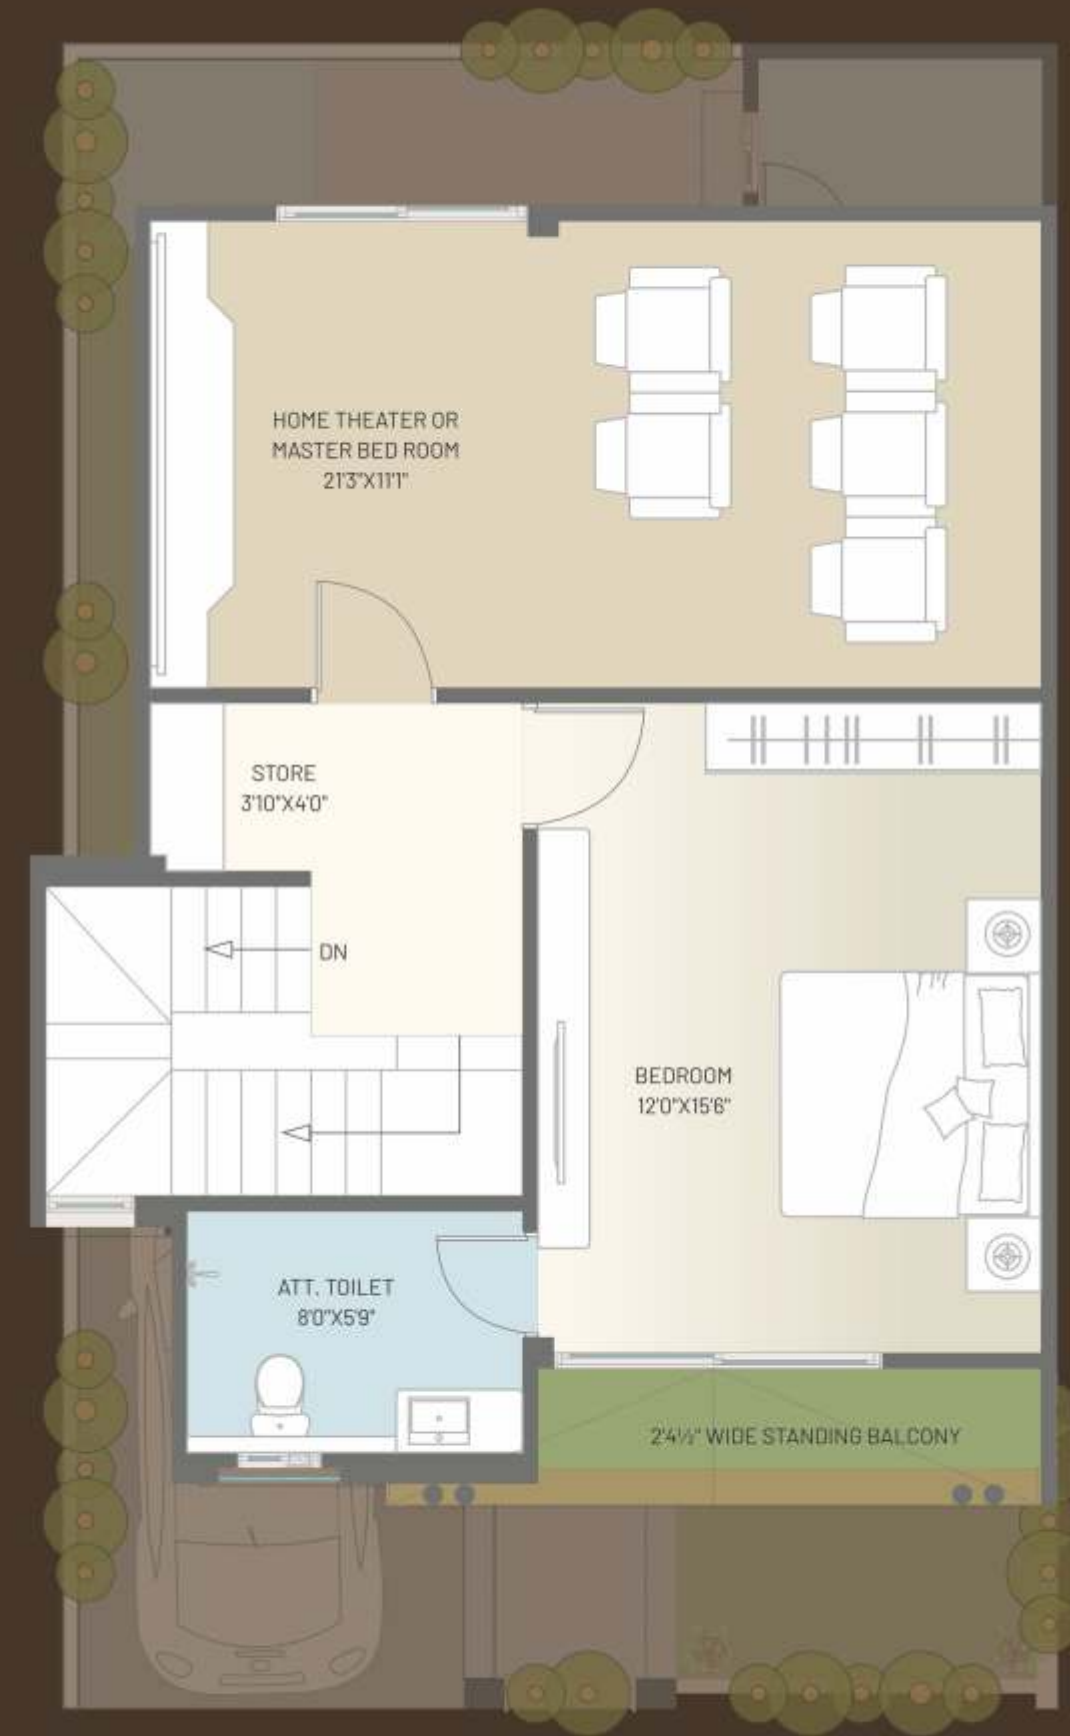 HOME THEATER OR
MASTER BED ROOM
21'3"X11'1"
STORE
3'10"X4'0"
DN
BEDROOM
12'0"X15'6"
ATT. TOILET
8'0"X5'9"
2'4½" WIDE STANDING BALCONY